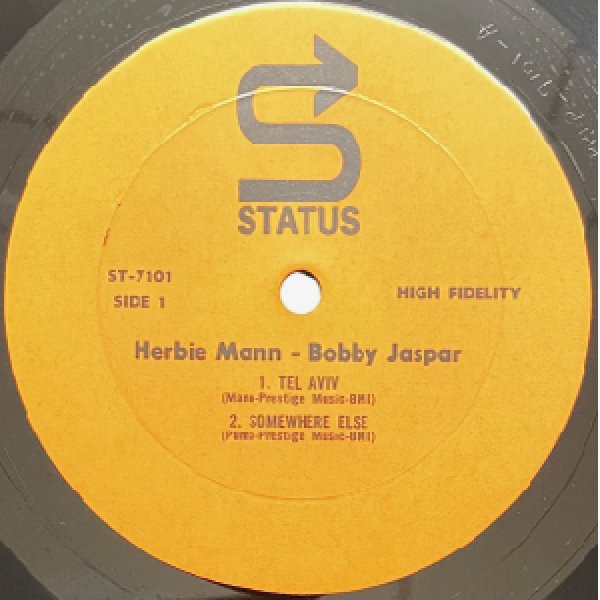 STATUS
ST-7101
SIDE 1
HIGH FIDELITY
Herbie Mann - Bobby Jaspar
1. TEL AVIV
(Mann-Prestige Music-BMI)
2. SOMEWHERE ELSE
(Puma-Prestige Music-BMI)